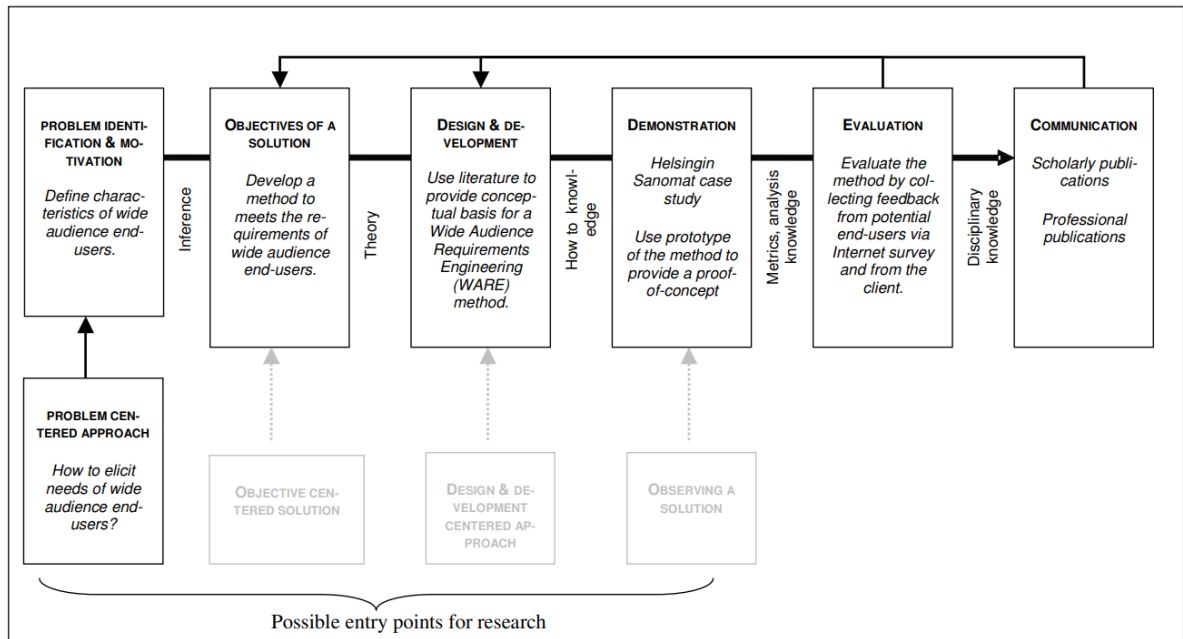 PROBLEM IDENTI-
FICATION & MO-
TIVATION
Define charac-
teristics of wide
audience end-
users.
Inference
OBJECTIVES OF A
SOLUTION
Develop a
method to
meets the re-
quirements of
wide audience
end-users.
Theory
DESIGN & DE-
VELOPMENT
Use literature to
provide concep-
tual basis for a
Wide Audience
Requirements
Engineering
(WARE)
method.
How to knowl-
edge
DEMONSTRATION
Helsingin
Sanomat case
study
Use prototype
of the method to
provide a proof-
of-concept
Metrics, analysis
knowledge
EVALUATION
Evaluate the
method by col-
lecting feedback
from potential
end-users via
Internet survey
and from the
client.
Disciplinary
knowledge
COMMUNICATION
Scholarly publi-
cations
Professional
publications
PROBLEM CEN-
TERED APPROACH
How to elicit
needs of wide
audience end-
users?
OBJECTIVE CEN-
TERED SOLUTION
DESIGN & DE-
VELOPMENT
CENTERED AP-
PROACH
OBSERVING A
SOLUTION
Possible entry points for research